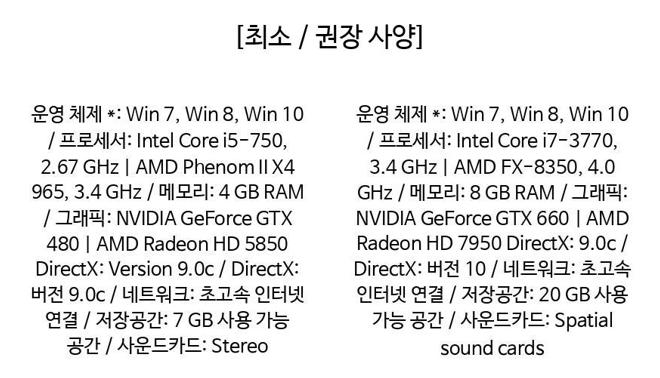 [최소 / 권장 사양]
운영 체제 *: Win 7, Win 8, Win 10
/ 프로세서: Intel Core i5-750,
2.67 GHz | AMD Phenom II X4
965, 3.4 GHz / 메모리: 4 GB RAM
/ 그래픽: NVIDIA GeForce GTX
480 | AMD Radeon HD 5850
DirectX: Version 9.0c / DirectX:
버전 9.0c / 네트워크: 초고속 인터넷
연결 / 저장공간: 7 GB 사용 가능
공간 / 사운드카드: Stereo
운영 체제 *: Win 7, Win 8, Win 10
/ 프로세서: Intel Core i7-3770,
3.4 GHz | AMD FX-8350, 4.0
GHz / 메모리: 8 GB RAM / 그래픽:
NVIDIA GeForce GTX 660 | AMD
Radeon HD 7950 DirectX: 9.0c /
DirectX: 버전 10 / 네트워크: 초고속
인터넷 연결 / 저장공간: 20 GB 사용
가능 공간 / 사운드카드: Spatial
sound cards